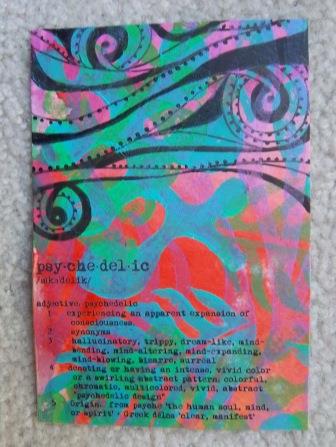 psy·che·del·ic
/ˌsīkəˈdelik/
adjective: psychedelic
1 experiencing an apparent expansion of
consciousness.
2 synonyms
3 hallucinatory, trippy, dream-like, mind-
bending, mind-altering, mind-expanding,
mind-blowing, bizarre, surreal
4 denoting or having an intense, vivid color
or a swirling abstract pattern; colorful,
chromatic, multicolored, vivid, abstract
"psychedelic design"
5 Origin. from psyche 'the human soul, mind,
or spirit' + Greek dēlos 'clear, manifest'